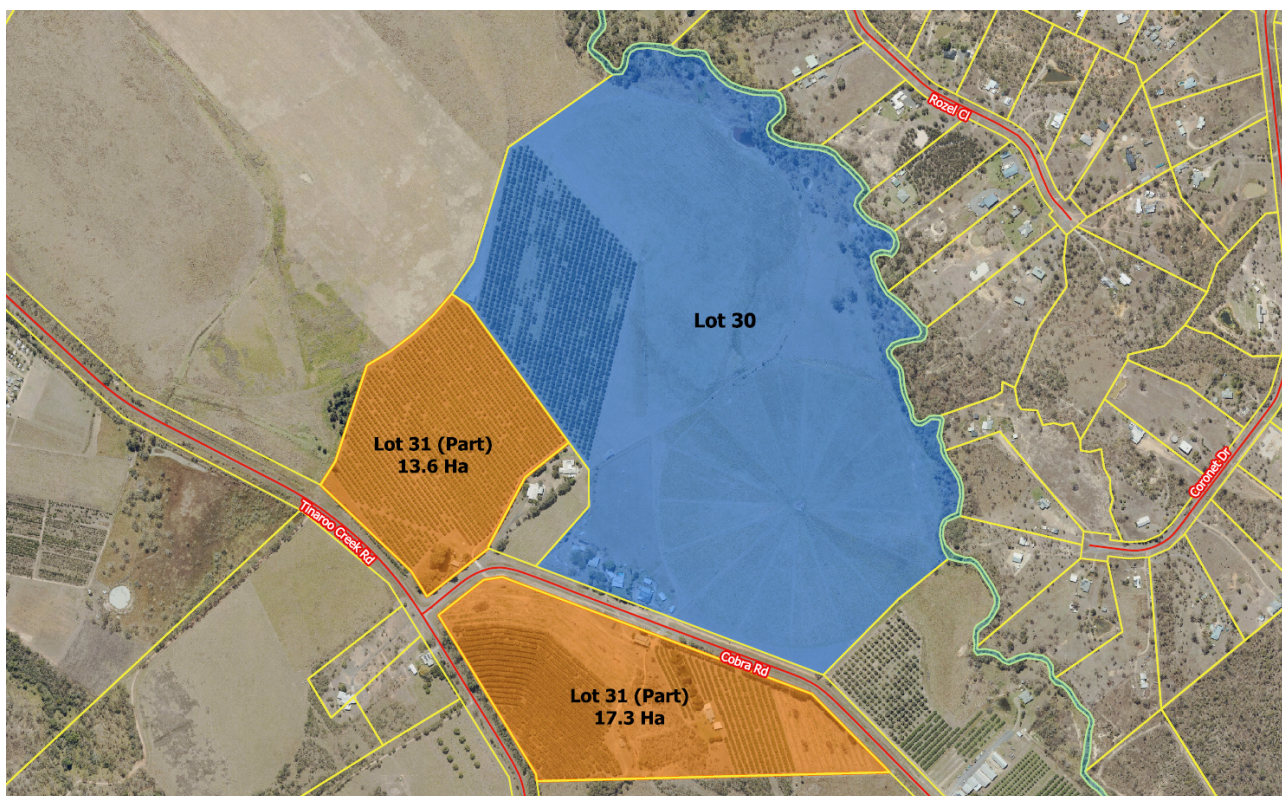 Rozel Cl
Lot 30
Lot 31 (Part)
13.6 Ha
Coronet Dr
Tinaroo Creek Rd
Cobra Rd
Lot 31 (Part)
17.3 Ha